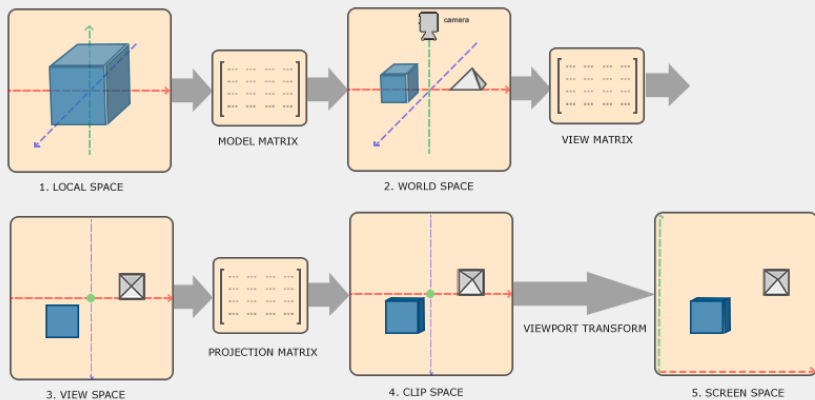 camera
MODEL MATRIX
VIEW MATRIX
1. LOCAL SPACE
2. WORLD SPACE
PROJECTION MATRIX
VIEWPORT TRANSFORM
3. VIEW SPACE
4. CLIP SPACE
5. SCREEN SPACE